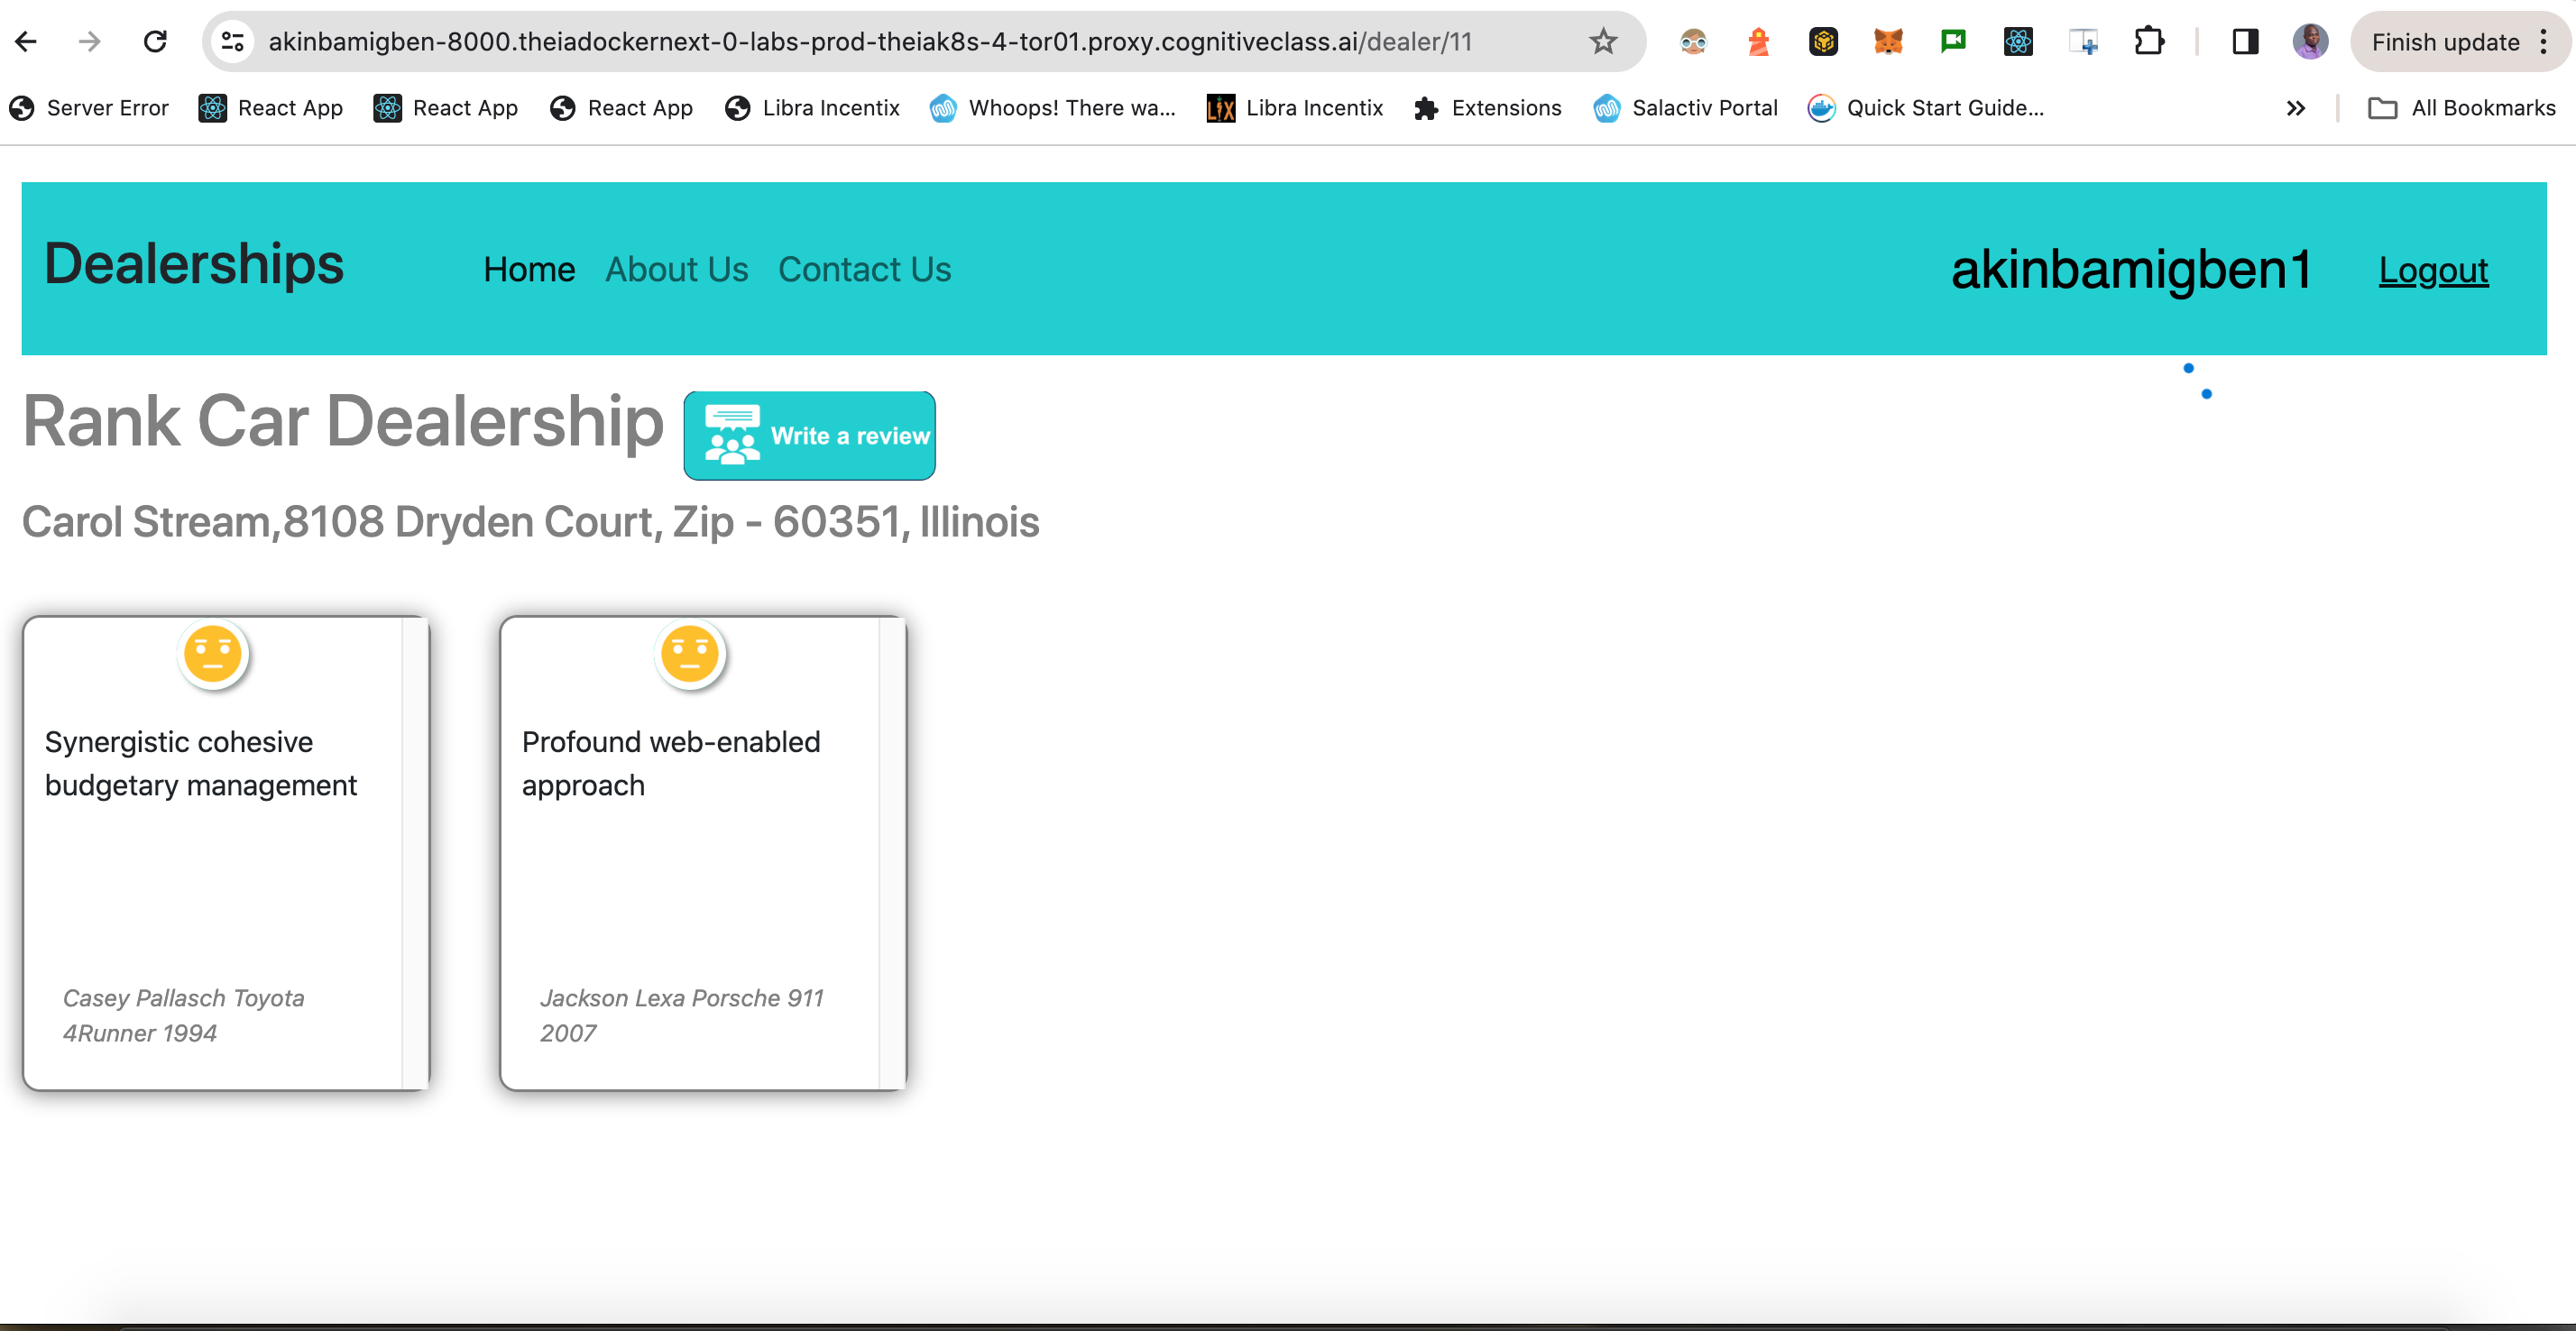 akinbamigben-8000.theiadockernext-0-labs-prod-theiak8s-4-tor01.proxy.cognitiveclass.ai/dealer/11
Finish update
Server Error React App React App React App Libra Incentix Whoops! There wa... LIX Libra Incentix Extensions Salactiv Portal Quick Start Guide... » All Bookmarks
Dealerships Home About Us Contact Us akinbamigben1 Logout
Rank Car Dealership Write a review
Carol Stream,8108 Dryden Court, Zip - 60351, Illinois
Synergistic cohesive
budgetary management
Casey Pallasch Toyota
4Runner 1994
Profound web-enabled
approach
Jackson Lexa Porsche 911
2007